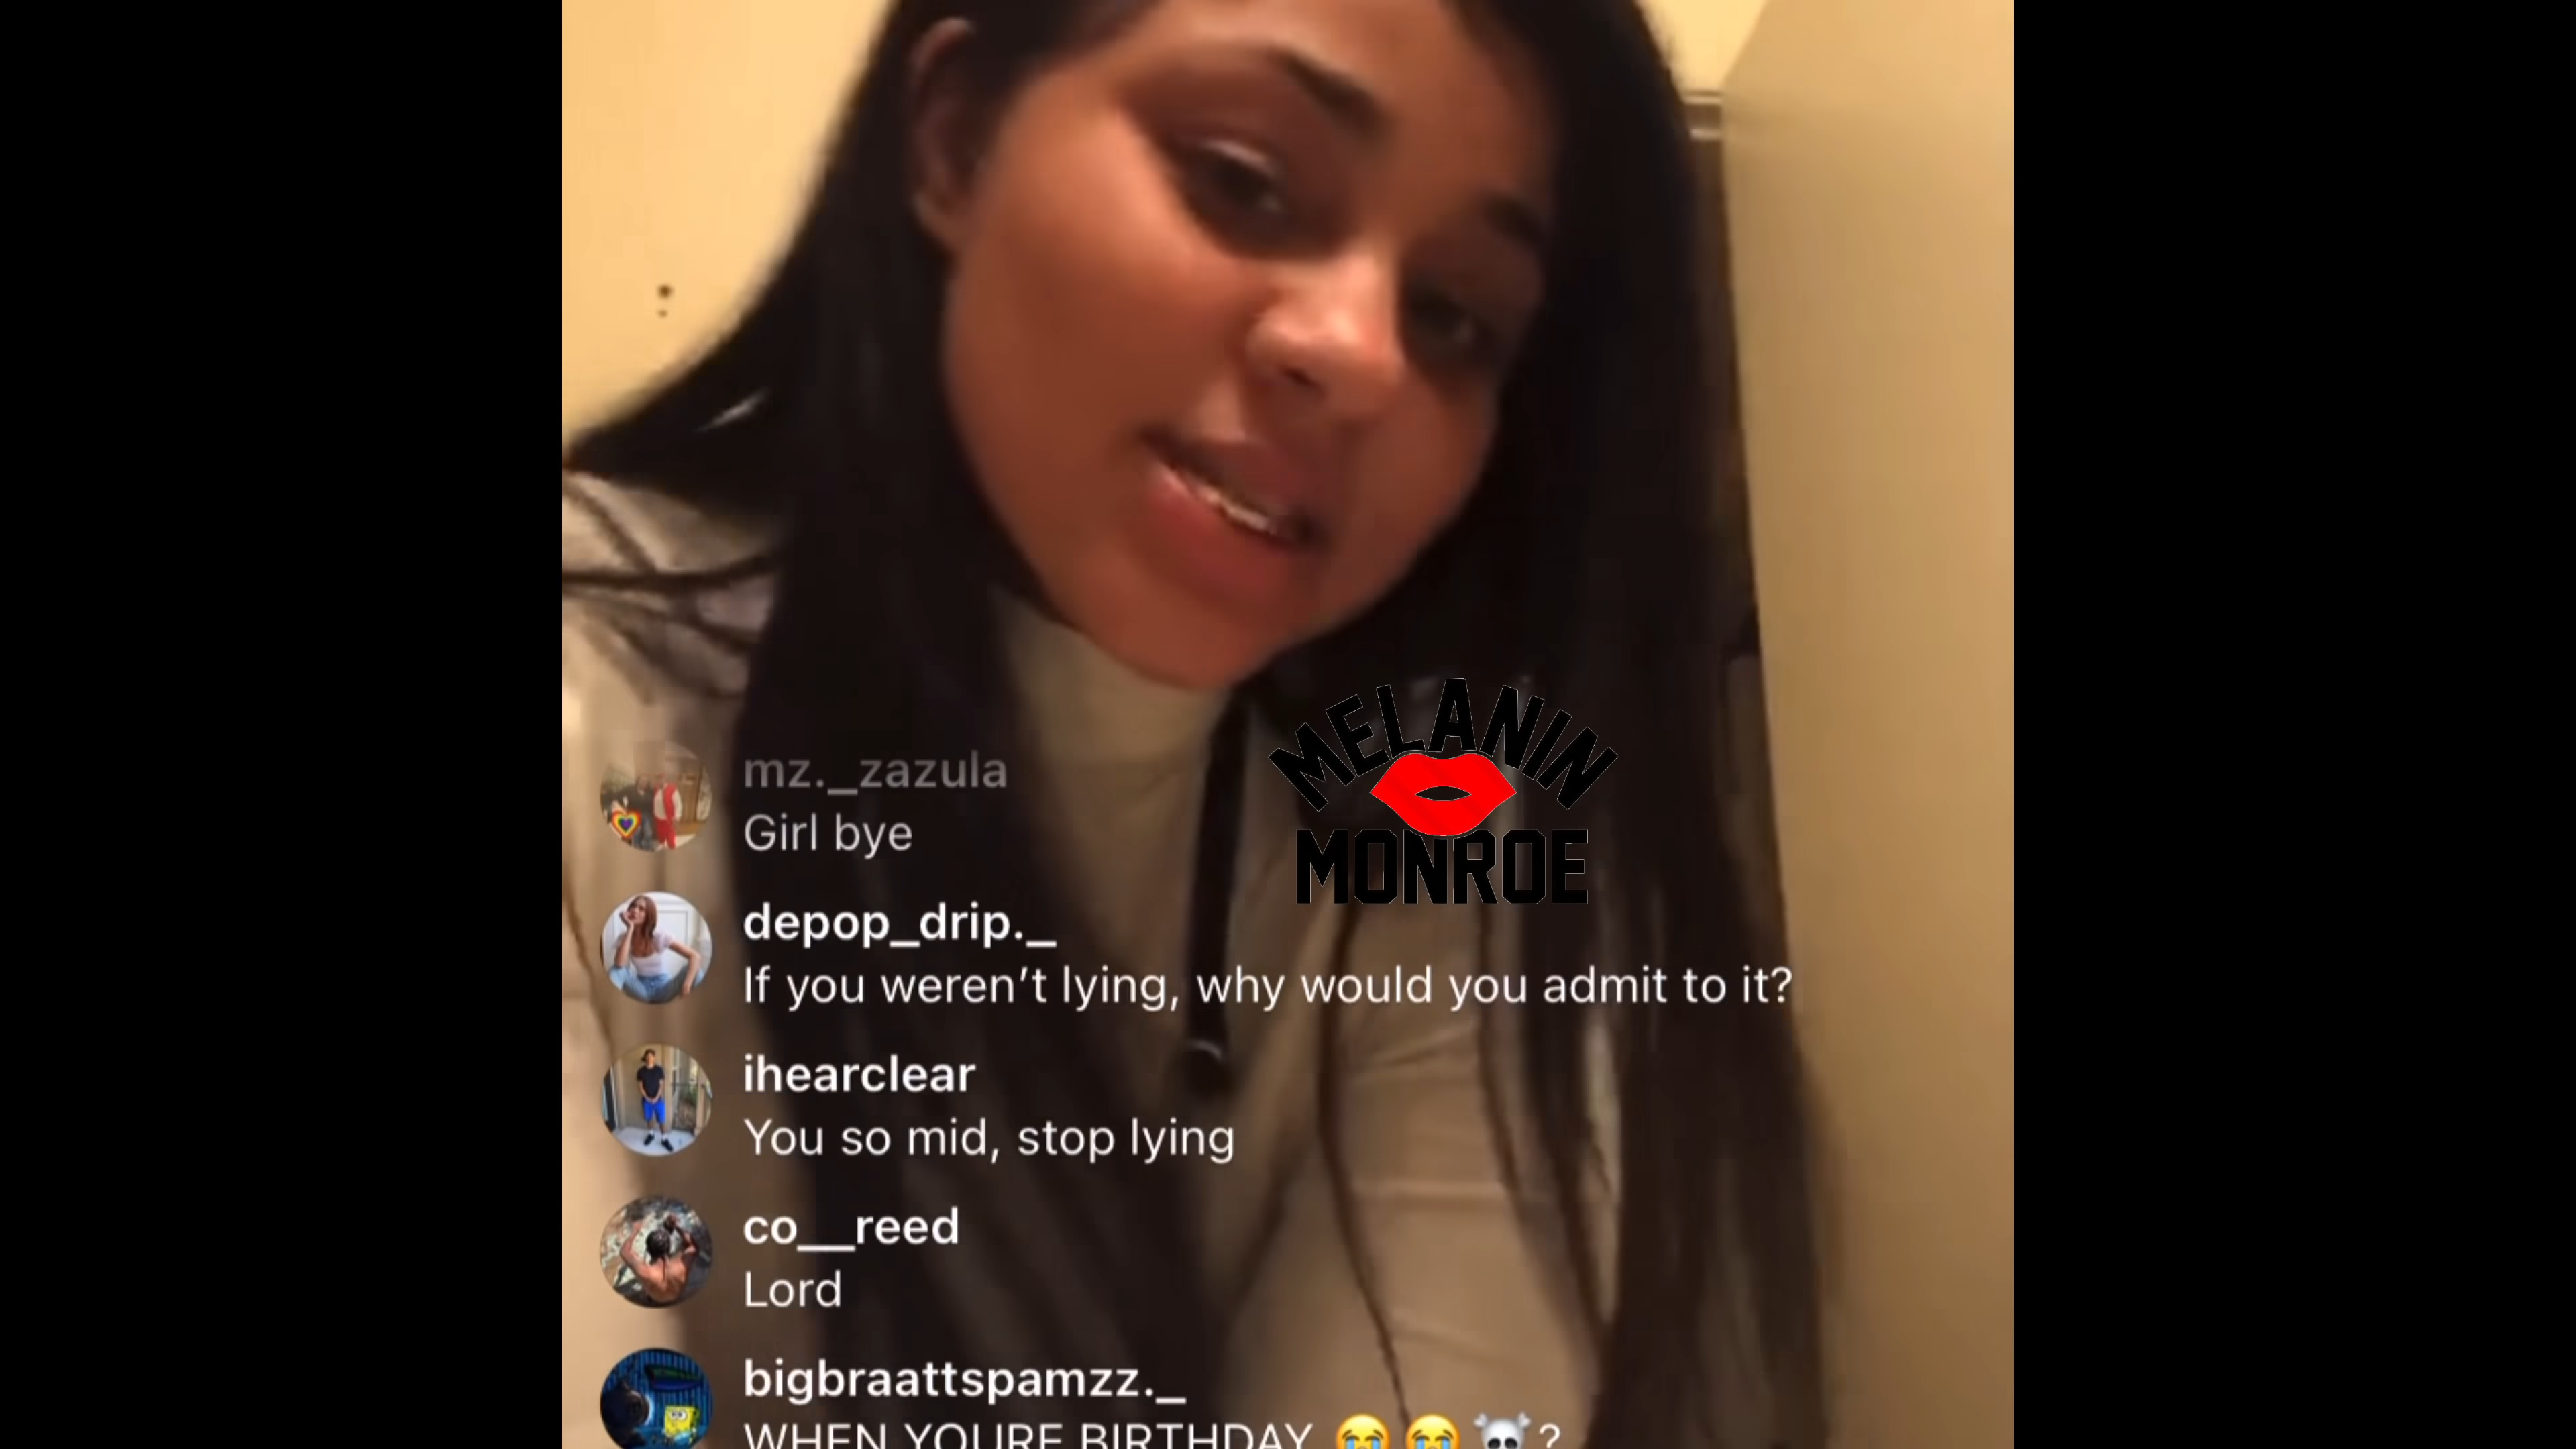 MELANIN
MONROE
mz._zazula
Girl bye
depop_drip._
If you weren’t lying, why would you admit to it?
ihearclear
You so mid, stop lying
co__reed
Lord
bigbraattspamzz._
WHEN YOURE BIRTHDAY 😭 😭 ☠️?